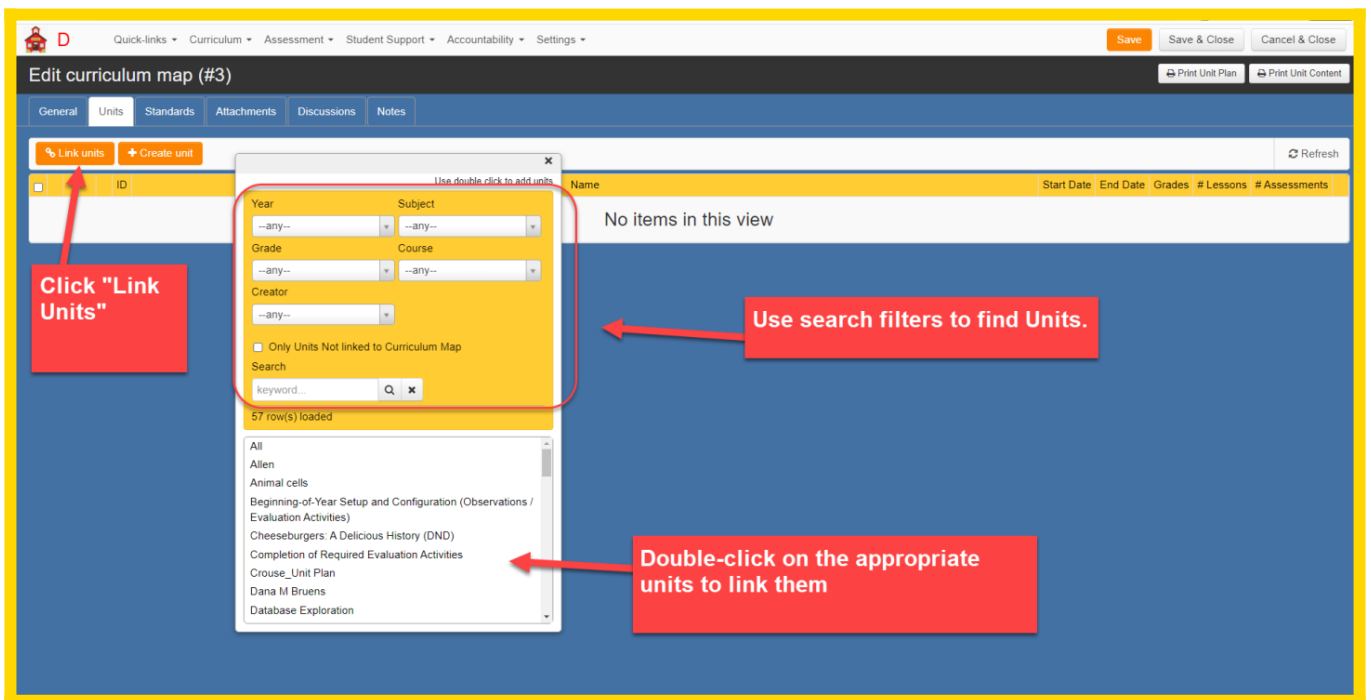 D
Quick-links Curriculum Assessment Student Support Accountability Settings
Save Save & Close Cancel & Close
Edit curriculum map (#3)
Print Unit Plan Print Unit Content
General Units Standards Attachments Discussions Notes
Link units + Create unit
Refresh
Use double click to add units
ID Name Start Date End Date Grades # Lessons # Assessments
No items in this view
Year Subject
--any-- --any--
Grade Course
--any-- --any--
Creator
--any--
Only Units Not linked to Curriculum Map
Search
keyword...
57 row(s) loaded
All
Allen
Animal cells
Beginning-of-Year Setup and Configuration (Observations /
Evaluation Activities)
Cheeseburgers: A Delicious History (DND)
Completion of Required Evaluation Activities
Crouse_Unit Plan
Dana M Bruens
Database Exploration
Click "Link
Units"
Use search filters to find Units.
Double-click on the appropriate
units to link them